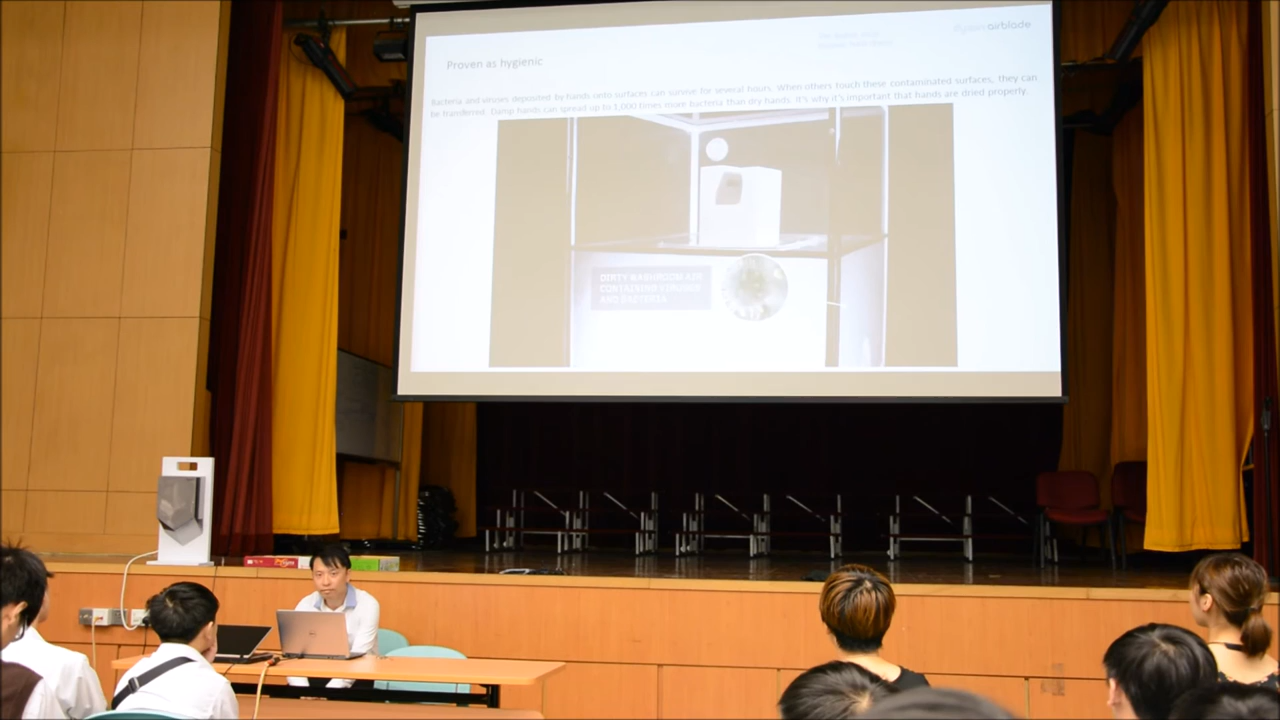 dyson airblade
Proven as hygienic
Bacteria and viruses deposited by hands onto surfaces can survive for several hours. When others touch these contaminated surfaces, they can
be transferred. Damp hands can spread up to 1,000 times more bacteria than dry hands. It's why it's important that hands are dried properly.
DIRTY WASHROOM AIR
CONTAINING VIRUSES
AND BACTERIA